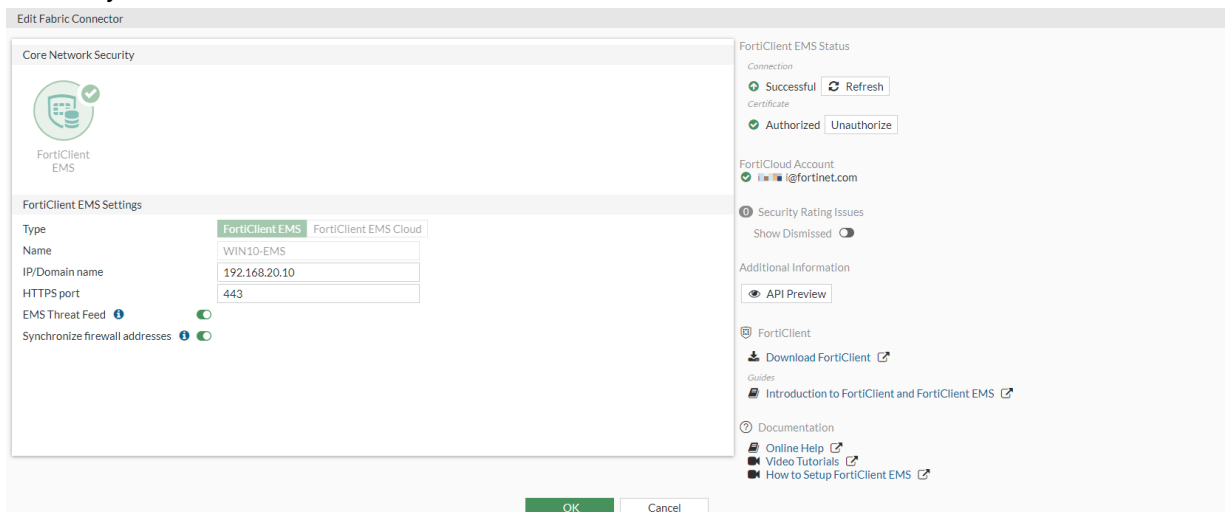 Edit Fabric Connector
Core Network Security
FortiClient
EMS
FortiClient EMS Settings
Type FortiClient EMS FortiClient EMS Cloud
Name WIN10-EMS
IP/Domain name 192.168.20.10
HTTPS port 443
EMS Threat Feed
Synchronize firewall addresses
FortiClient EMS Status
Connection
Successful Refresh
Certificate
Authorized Unauthorize
FortiCloud Account
@fortinet.com
0 Security Rating Issues
Show Dismissed
Additional Information
API Preview
FortiClient
Download FortiClient
Guides
Introduction to FortiClient and FortiClient EMS
Documentation
Online Help
Video Tutorials
How to Setup FortiClient EMS
OK Cancel